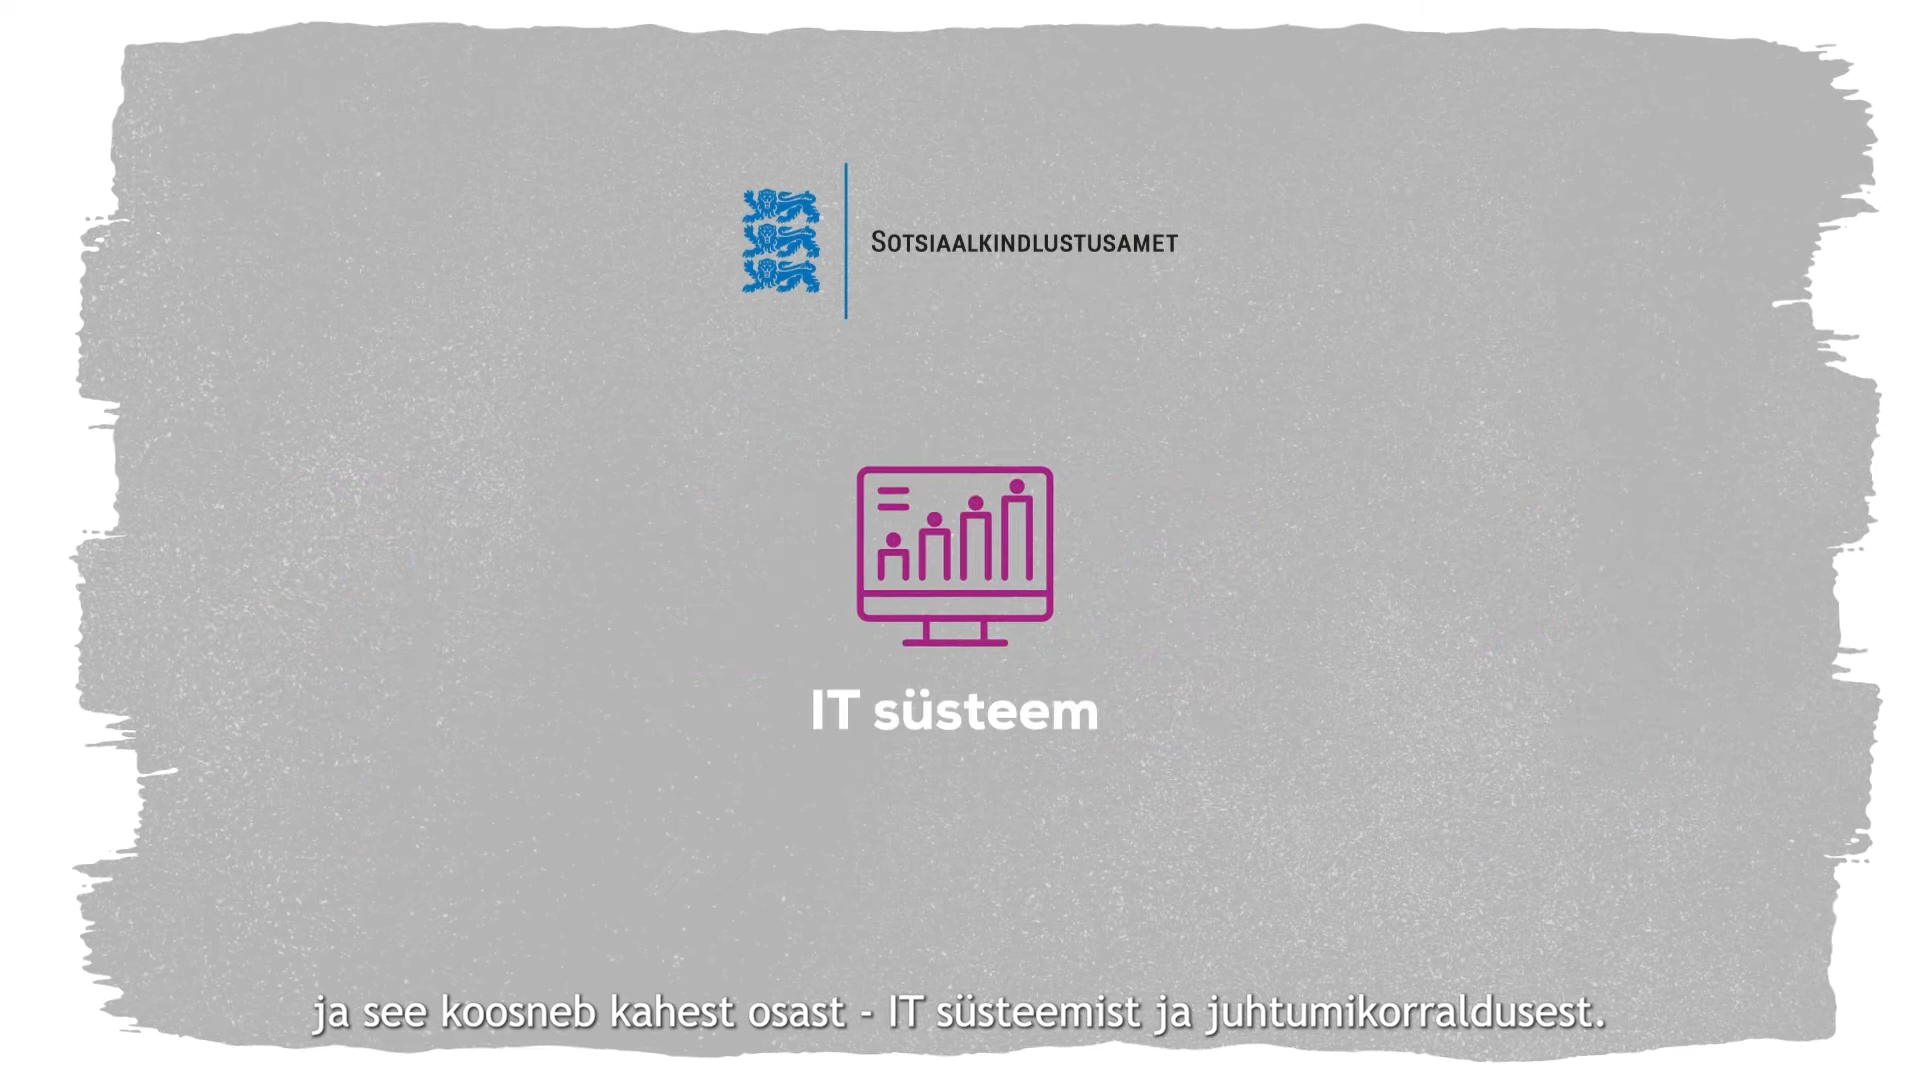 SOTSIAALKINDLUSTUSAMET
IT süsteem
ja see koosneb kahest osast - IT süsteemist ja juhtumikorraldusest.